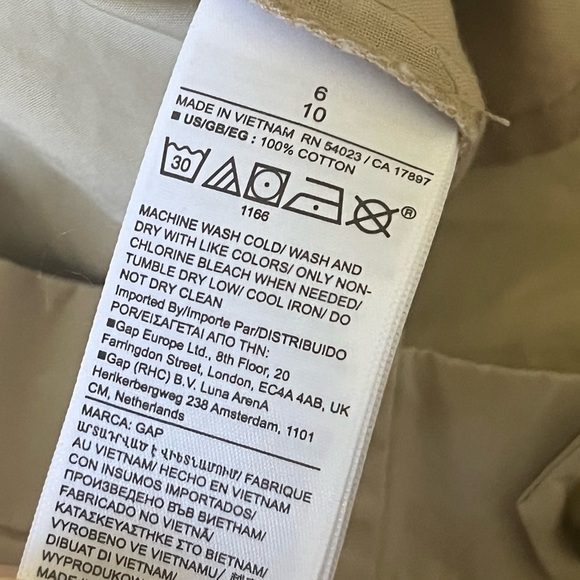 6
10
MADE IN VIETNAM RN 54023 / CA 17897
■ US/GB/EG : 100% COTTON
30
®
1166
MACHINE WASH COLD/ WASH AND
DRY WITH LIKE COLORS/ ONLY NON-
CHLORINE BLEACH WHEN NEEDED/
TUMBLE DRY LOW/ COOL IRON/ DO
NOT DRY CLEAN
Imported By/Importe Par/DISTRIBUIDO
POR/ΕΙΣΑΓΕΤΑΙ ΑΠΟ ΤΗΝ:
■Gap Europe Ltd., 8th Floor, 20
Farringdon Street, London, EC4A 4AB, UK
■Gap (RHC) B.V. Luna ArenA
Herikerbergweg 238 Amsterdam, 1101
CM, Netherlands
MARCA: GAP
ԱՐՏԱԴՐՎԱԾ Է ՎԻԵՏՆԱՄՈՒՄ/ FABRIQUE
AU VIETNAM/ HECHO EN VIETNAM
CON INSUMOS IMPORTADOS/
ПРОИЗВЕДЕНО ВЪВ ВИЕТНАМ/
FABRICADO NO VIETNÃ/
ΚΑΤΑΣΚΕΥΑΣΤΗΚΕ ΣΤΟ ΒΙΕΤΝΑΜ/
VYROBENO VE VIETNAMU/
DIBUAT DI VIETNAM/
WYPRODUKOW
MADE IN